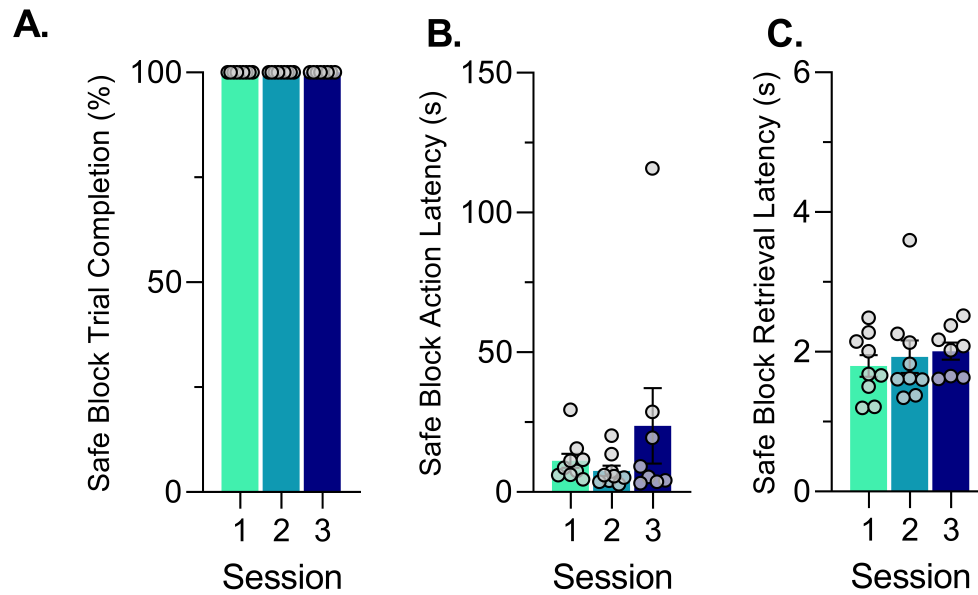 A.
Safe Block Trial Completion (%)
100
50
0
1 2 3
Session
B.
Safe Block Action Latency (s)
150
100
50
0
1 2 3
Session
C.
Safe Block Retrieval Latency (s)
6
4
2
0
1 2 3
Session